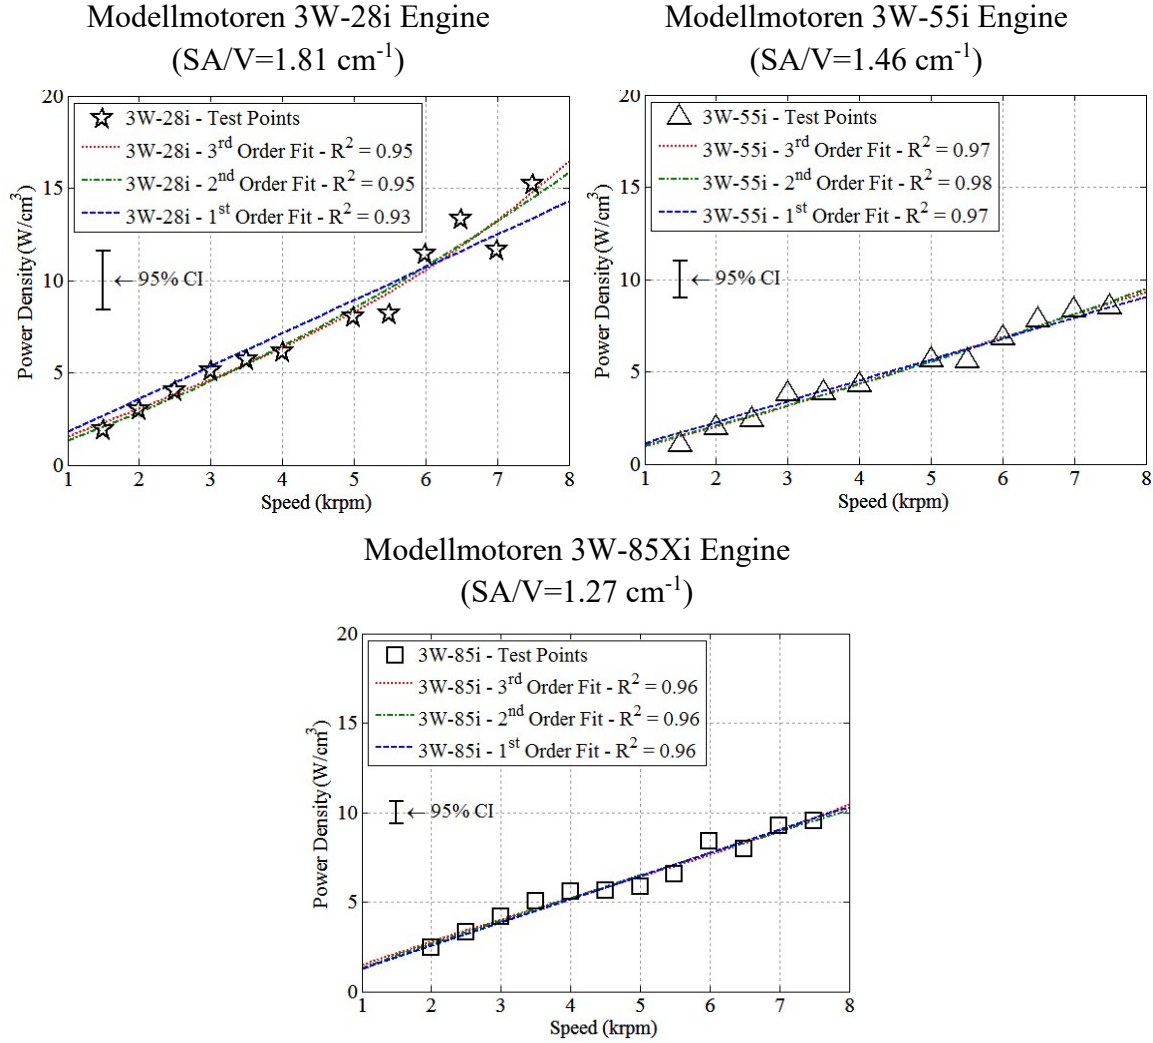 Modellmotoren 3W-28i Engine
(SA/V=1.81 cm⁻¹)
20
15
10
5
0
Power Density (W/cm³)
3W-28i - Test Points
3W-28i - 3ʳᵈ Order Fit - R² = 0.95
3W-28i - 2ⁿᵈ Order Fit - R² = 0.95
3W-28i - 1ˢᵗ Order Fit - R² = 0.93
←95% CI
1 2 3 4 5 6 7 8
Speed (krpm)
Modellmotoren 3W-55i Engine
(SA/V=1.46 cm⁻¹)
20
15
10
5
0
Power Density (W/cm³)
3W-55i - Test Points
3W-55i - 3ʳᵈ Order Fit - R² = 0.97
3W-55i - 2ⁿᵈ Order Fit - R² = 0.98
3W-55i - 1ˢᵗ Order Fit - R² = 0.97
←95% CI
1 2 3 4 5 6 7 8
Speed (krpm)
Modellmotoren 3W-85Xi Engine
(SA/V=1.27 cm⁻¹)
20
15
10
5
0
Power Density (W/cm³)
3W-85i - Test Points
3W-85i - 3ʳᵈ Order Fit - R² = 0.96
3W-85i - 2ⁿᵈ Order Fit - R² = 0.96
3W-85i - 1ˢᵗ Order Fit - R² = 0.96
← 95% CI
1 2 3 4 5 6 7 8
Speed (krpm)